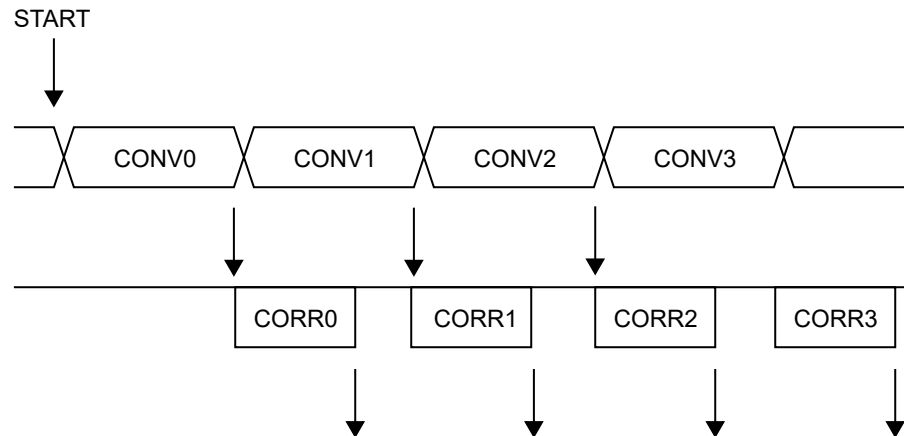 START
CONV0 CONV1 CONV2 CONV3
CORR0 CORR1 CORR2 CORR3